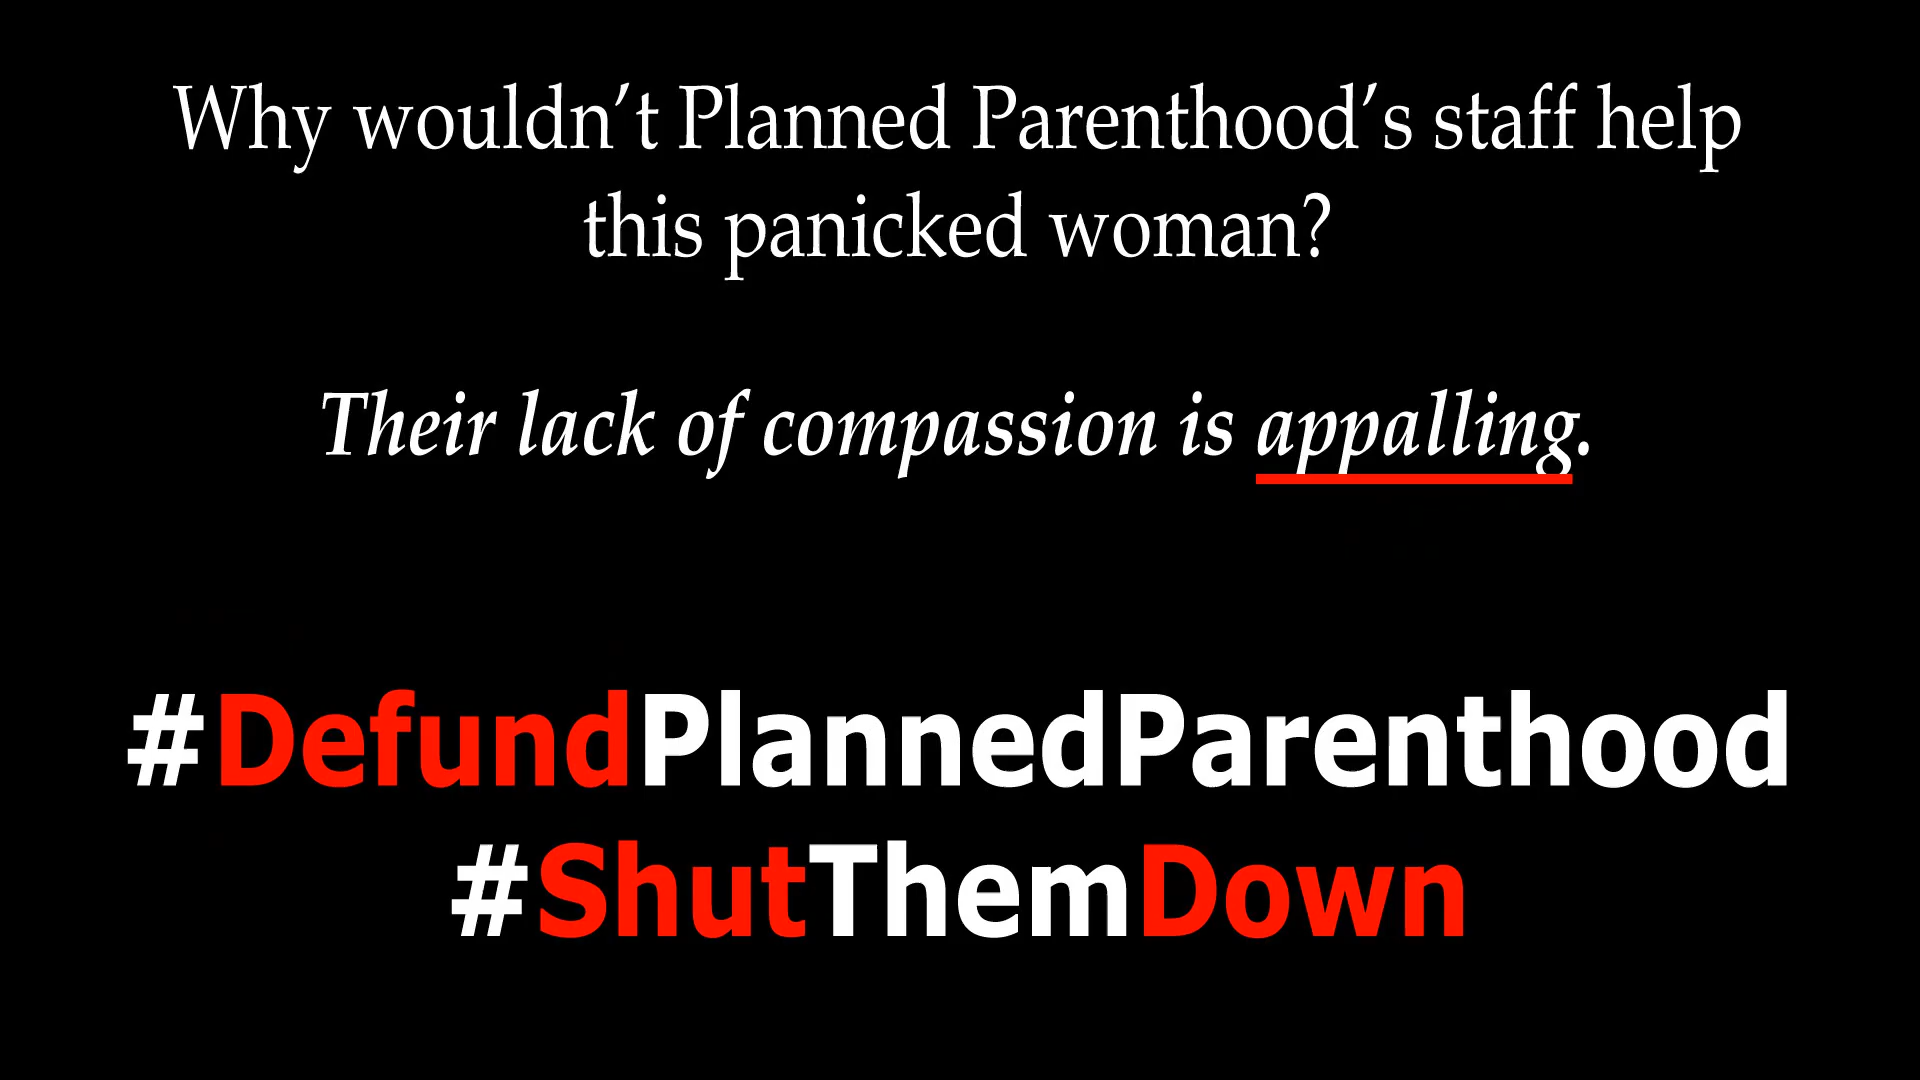 Why wouldn’t Planned Parenthood’s staff help
this panicked woman?
Their lack of compassion is appalling.
#DefundPlannedParenthood
#ShutThemDown